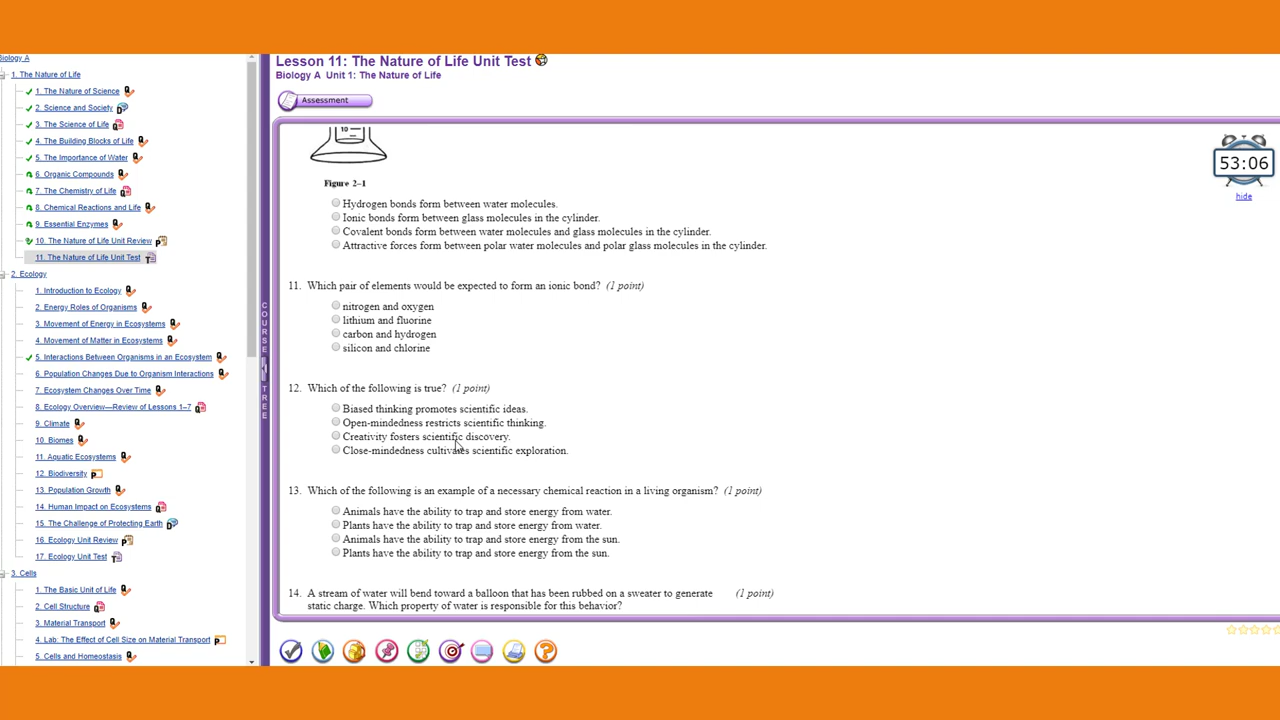 Biology A
1. The Nature of Life
1. The Nature of Science
2. Science and Society
3. The Science of Life
4. The Building Blocks of Life
5. The Importance of Water
6. Organic Compounds
7. The Chemistry of Life
8. Chemical Reactions and Life
9. Essential Enzymes
10. The Nature of Life Unit Review
11. The Nature of Life Unit Test
2. Ecology
1. Introduction to Ecology
2. Energy Roles of Organisms
3. Movement of Energy in Ecosystems
4. Movement of Matter in Ecosystems
5. Interactions Between Organisms in an Ecosystem
6. Population Changes Due to Organism Interactions
7. Ecosystem Changes Over Time
8. Ecology Overview—Review of Lessons 1–7
9. Climate
10. Biomes
11. Aquatic Ecosystems
12. Biodiversity
13. Population Growth
14. Human Impact on Ecosystems
15. The Challenge of Protecting Earth
16. Ecology Unit Review
17. Ecology Unit Test
3. Cells
1. The Basic Unit of Life
2. Cell Structure
3. Material Transport
4. Lab: The Effect of Cell Size on Material Transport
5. Cells and Homeostasis
COURSE TREE
Lesson 11: The Nature of Life Unit Test
Biology A Unit 1: The Nature of Life
Assessment
10
Figure 2–1
Hydrogen bonds form between water molecules.
Ionic bonds form between glass molecules in the cylinder.
Covalent bonds form between water molecules and glass molecules in the cylinder.
Attractive forces form between polar water molecules and polar glass molecules in the cylinder.
11. Which pair of elements would be expected to form an ionic bond? (1 point)
nitrogen and oxygen
lithium and fluorine
carbon and hydrogen
silicon and chlorine
12. Which of the following is true? (1 point)
Biased thinking promotes scientific ideas.
Open-mindedness restricts scientific thinking.
Creativity fosters scientific discovery.
Close-mindedness cultivates scientific exploration.
13. Which of the following is an example of a necessary chemical reaction in a living organism? (1 point)
Animals have the ability to trap and store energy from water.
Plants have the ability to trap and store energy from water.
Animals have the ability to trap and store energy from the sun.
Plants have the ability to trap and store energy from the sun.
14. A stream of water will bend toward a balloon that has been rubbed on a sweater to generate (1 point)
static charge. Which property of water is responsible for this behavior?
53:06
hide